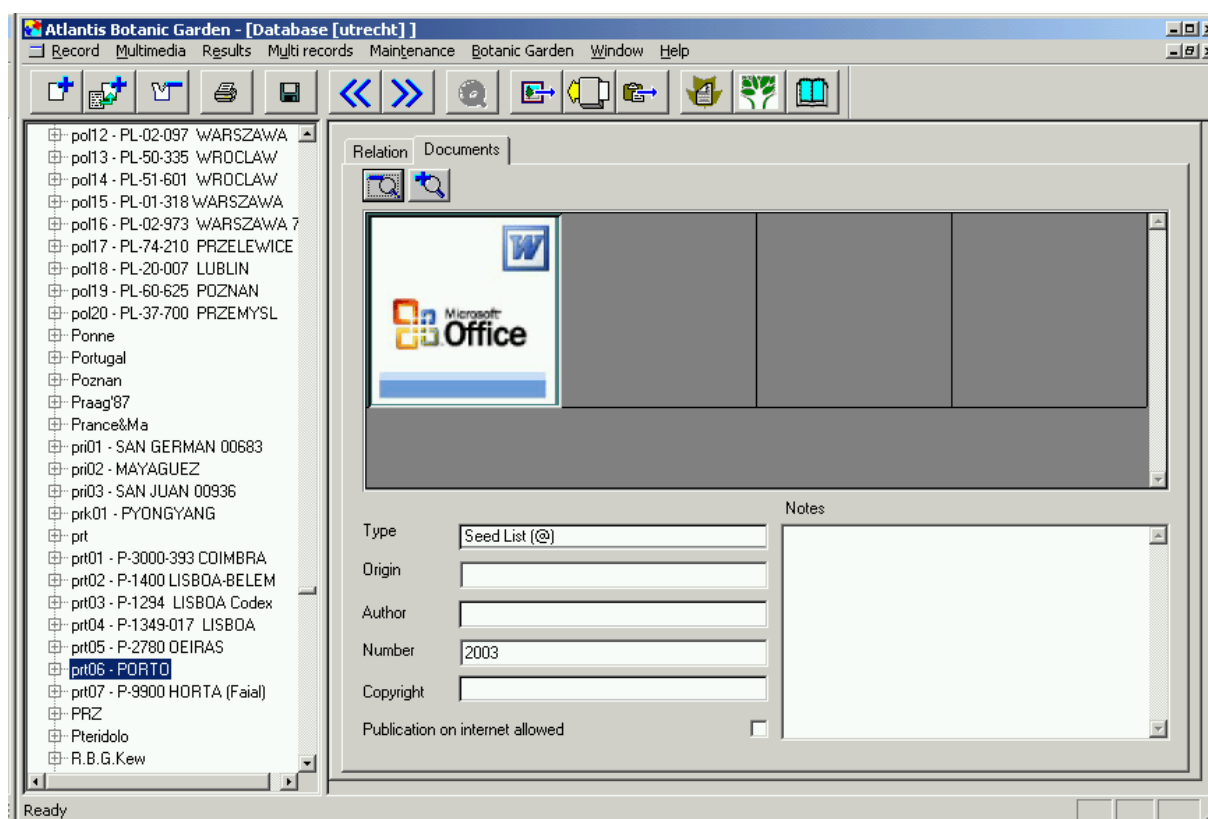 Atlantis Botanic Garden - [Database [utrecht] ]
Record Multimedia Results Multi records Maintenance Botanic Garden Window Help
pol12 - PL-02-097 WARSZAWA
pol13 - PL-50-335 WROCLAW
pol14 - PL-51-601 WROCLAW
pol15 - PL-01-318 WARSZAWA
pol16 - PL-02-973 WARSZAWA 7
pol17 - PL-74-210 PRZELEWICE
pol18 - PL-20-007 LUBLIN
pol19 - PL-60-625 POZNAN
pol20 - PL-37-700 PRZEMYSL
Ponne
Portugal
Poznan
Praag'87
Prance&Ma
pri01 - SAN GERMAN 00683
pri02 - MAYAGUEZ
pri03 - SAN JUAN 00936
prk01 - PYONGYANG
prt
prt01 - P-3000-393 COIMBRA
prt02 - P-1400 LISBOA-BELEM
prt03 - P-1294 LISBOA Codex
prt04 - P-1349-017 LISBOA
prt05 - P-2780 OEIRAS
prt06 - PORTO
prt07 - P-9900 HORTA (Faial)
PRZ
Pteridolo
R.B.G.Kew
Relation Documents
W
Microsoft
Office
Type Seed List (@)
Origin
Author
Number 2003
Copyright
Publication on internet allowed
Notes
Ready